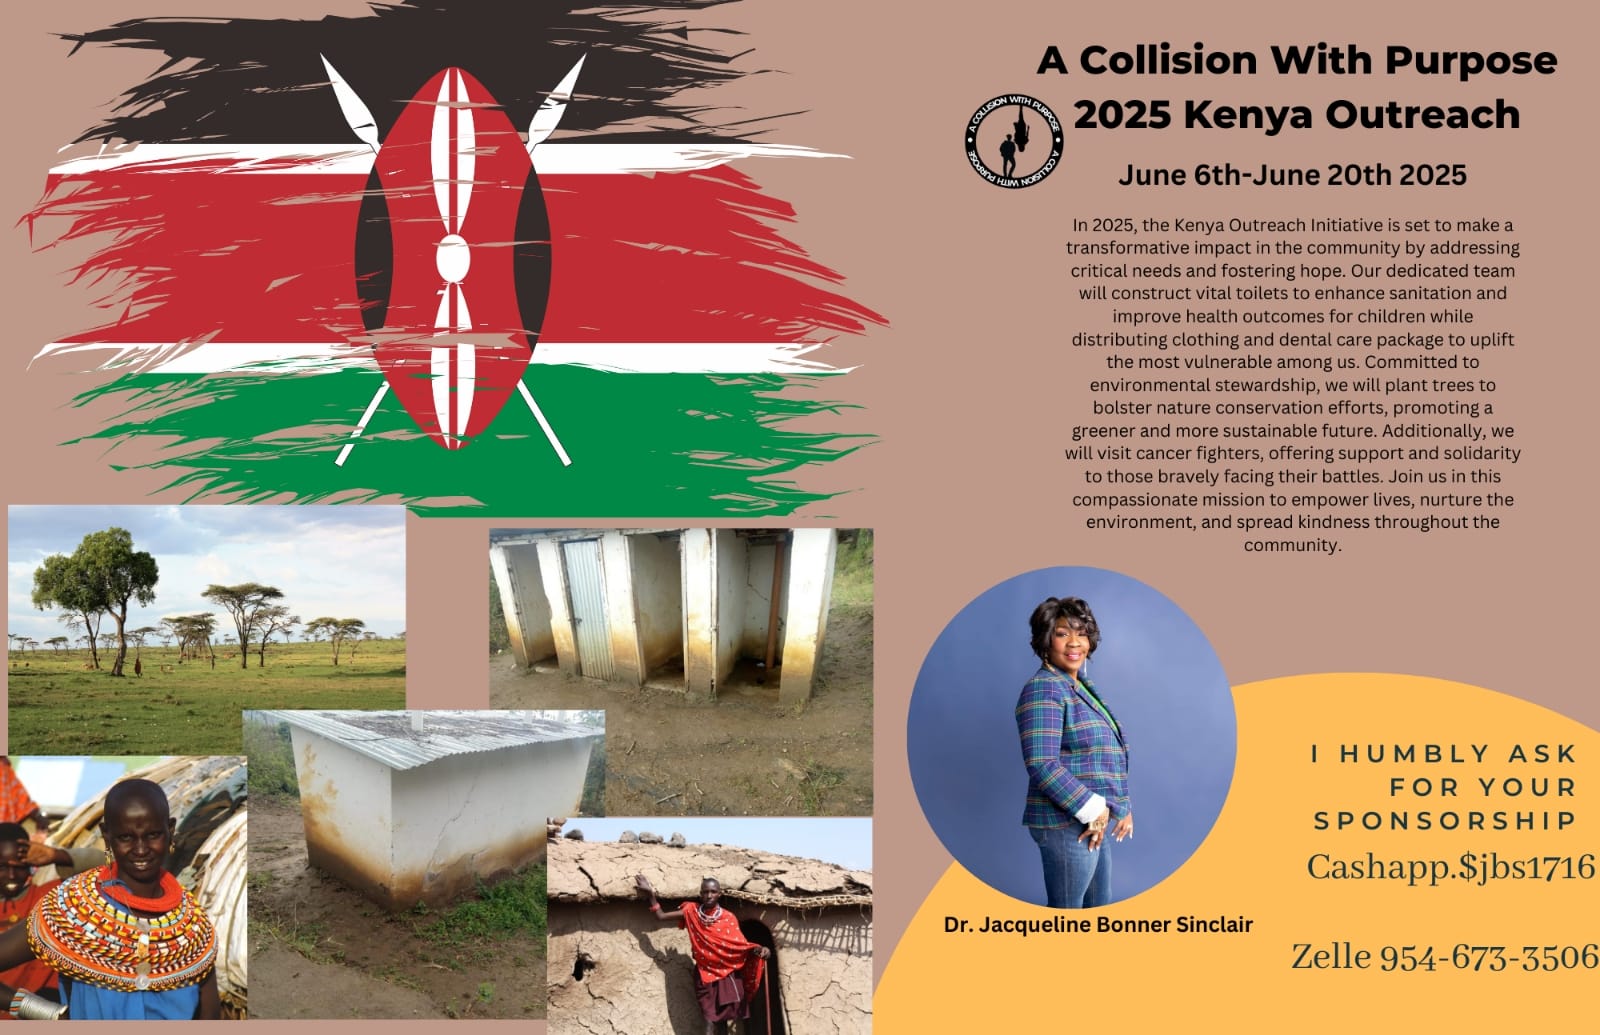 A Collision With Purpose
2025 Kenya Outreach
A COLLISION WITH PURPOSE • A COLLISION WITH PURPOSE •
June 6th-June 20th 2025
In 2025, the Kenya Outreach Initiative is set to make a
transformative impact in the community by addressing
critical needs and fostering hope. Our dedicated team
will construct vital toilets to enhance sanitation and
improve health outcomes for children while
distributing clothing and dental care package to uplift
the most vulnerable among us. Committed to
environmental stewardship, we will plant trees to
bolster nature conservation efforts, promoting a
greener and more sustainable future. Additionally, we
will visit cancer fighters, offering support and solidarity
to those bravely facing their battles. Join us in this
compassionate mission to empower lives, nurture the
environment, and spread kindness throughout the
community.
Dr. Jacqueline Bonner Sinclair
I HUMBLY ASK
FOR YOUR
SPONSORSHIP
Cashapp.$jbs1716
Zelle 954-673-3506